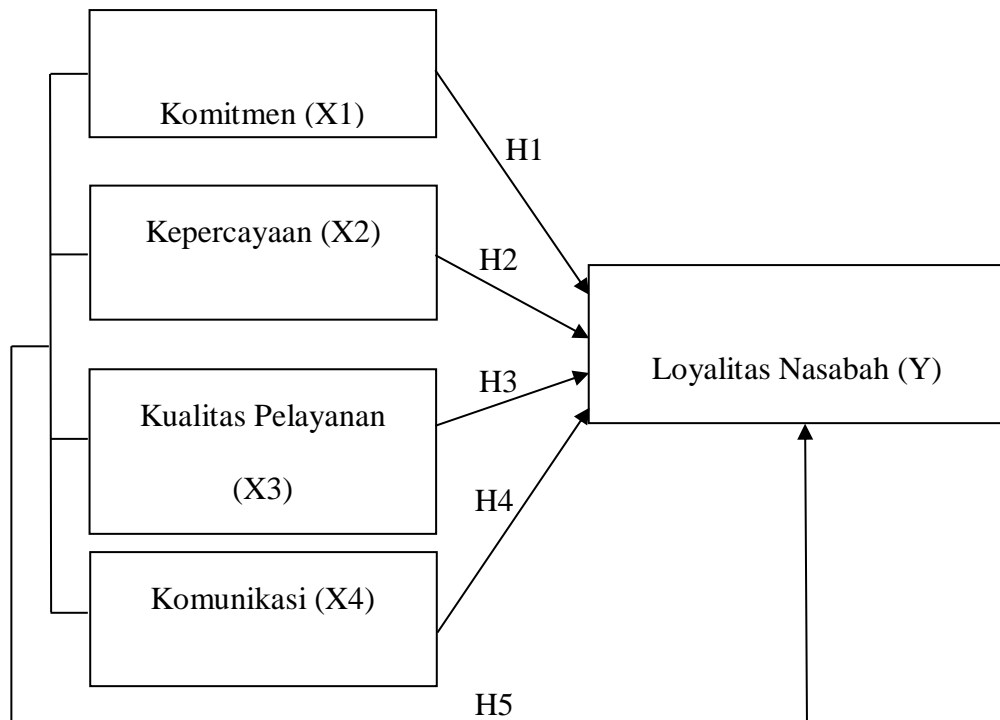 Komitmen (X1)
H1
Kepercayaan (X2)
H2
Loyalitas Nasabah (Y)
H3
Kualitas Pelayanan
(X3)
H4
Komunikasi (X4)
H5